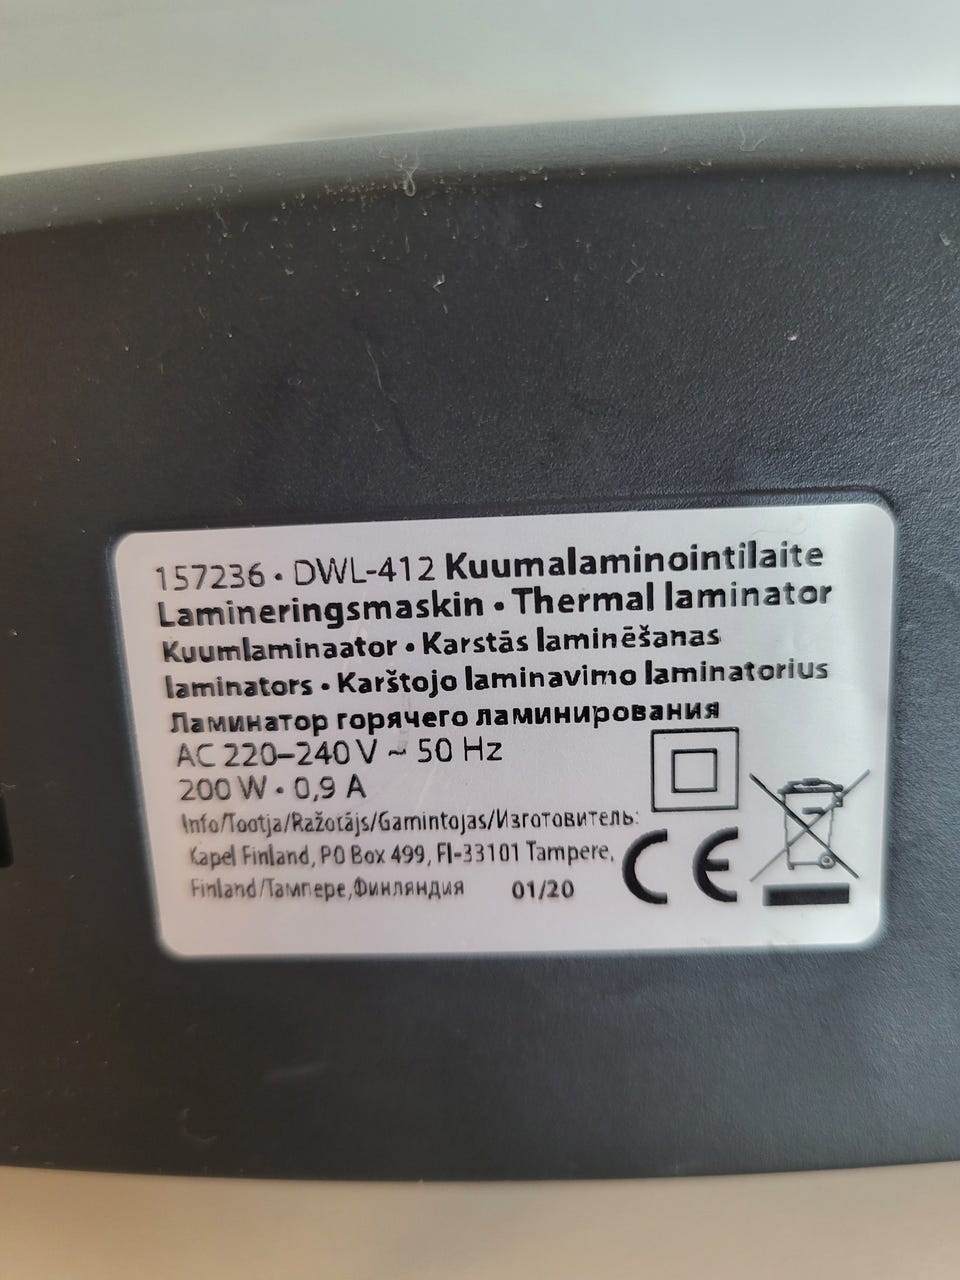 157236 • DWL-412 Kuumalaminointilaite
Lamineringsmaskin • Thermal laminator
Kuumlaminaator • Karstās laminēšanas
laminators • Karštojo laminavimo laminatorius
Ламинатор горячего ламинирования
AC 220–240 V ~ 50 Hz
200 W • 0,9 A
Info/Tootja/Ražotājs/Gamintojas/Изготовитель:
Kapel Finland, PO Box 499, FI-33101 Tampere,
Finland/Тампере,Финляндия 01/20
CE